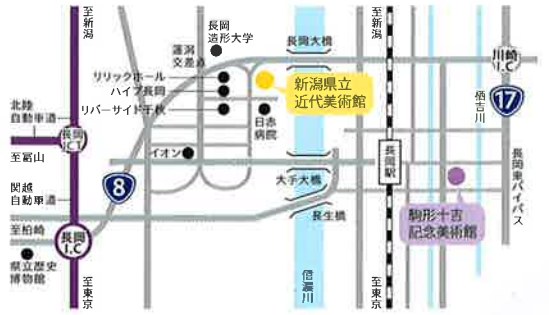 至新潟
長岡
造形大学
蓮潟
交差点
長岡大橋
至新潟
川崎
I.C
リリックホール
ハイブ長岡
リバーサイド千秋
新潟県立
近代美術館
日赤
病院
栖吉川
17
北陸
自動車道
長岡
JCT
至富山
イオン
長岡駅
長岡東バイパス
8
大手大橋
関越
自動車道
長生橋
駒形十吉
記念美術館
至柏崎
長岡
I.C
県立歴史
博物館
至東京
信濃川
至東京